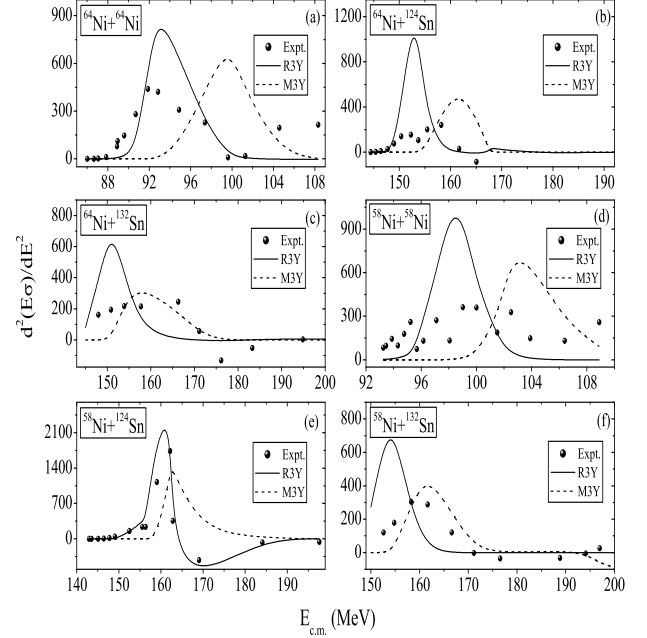 900
600
300
0
88 92 96 100 104 108
⁶⁴Ni+⁶⁴Ni
(a)
Expt.
R3Y
M3Y
1200
800
400
0
150 160 170 180 190
⁶⁴Ni+¹²⁴Sn
(b)
Expt.
R3Y
M3Y
800
600
400
200
0
150 160 170 180 190 200
⁶⁴Ni+¹³²Sn
(c)
Expt.
R3Y
M3Y
900
600
300
0
92 96 100 104 108
⁵⁸Ni+⁵⁸Ni
(d)
Expt.
R3Y
M3Y
2100
1400
700
0
140 150 160 170 180 190
⁵⁸Ni+¹²⁴Sn
(e)
Expt.
R3Y
M3Y
800
600
400
200
0
150 160 170 180 190 200
⁵⁸Ni+¹³²Sn
(f)
Expt.
R3Y
M3Y
d²(Eσ)/dE²
E_c.m. (MeV)